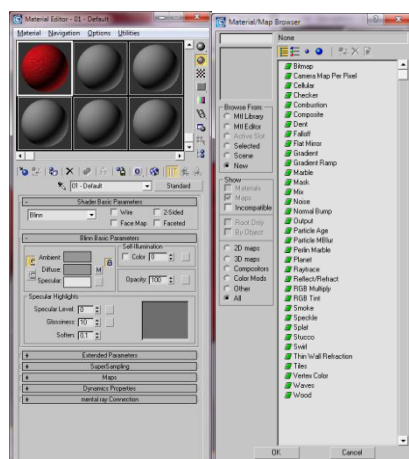 Material Editor - 01 - Default
Material Navigation Options Utilities
01 - Default
Standard
Shader Basic Parameters
Blinn
Wire
2-Sided
Face Map
Faceted
Blinn Basic Parameters
Self-Illumination
Ambient:
Color 0
Diffuse:
M
Specular:
Opacity: 100
Specular Highlights
Specular Level: 0
Glossiness: 10
Soften: 0.1
Extended Parameters
SuperSampling
Maps
Dynamics Properties
mental ray Connection
Material/Map Browser
None
Browse From:
Mtl Library
Mtl Editor
Active Slot
Selected
Scene
New
Show
Materials
Maps
Incompatible
Root Only
By Object
2D maps
3D maps
Compositors
Color Mods
Other
All
Bitmap
Camera Map Per Pixel
Cellular
Checker
Combustion
Composite
Dent
Falloff
Flat Mirror
Gradient
Gradient Ramp
Marble
Mask
Mix
Noise
Normal Bump
Output
Particle Age
Particle MBlur
Perlin Marble
Planet
Raytrace
Reflect/Refract
RGB Multiply
RGB Tint
Smoke
Speckle
Splat
Stucco
Swirl
Thin Wall Refraction
Tiles
Vertex Color
Waves
Wood
OK
Cancel